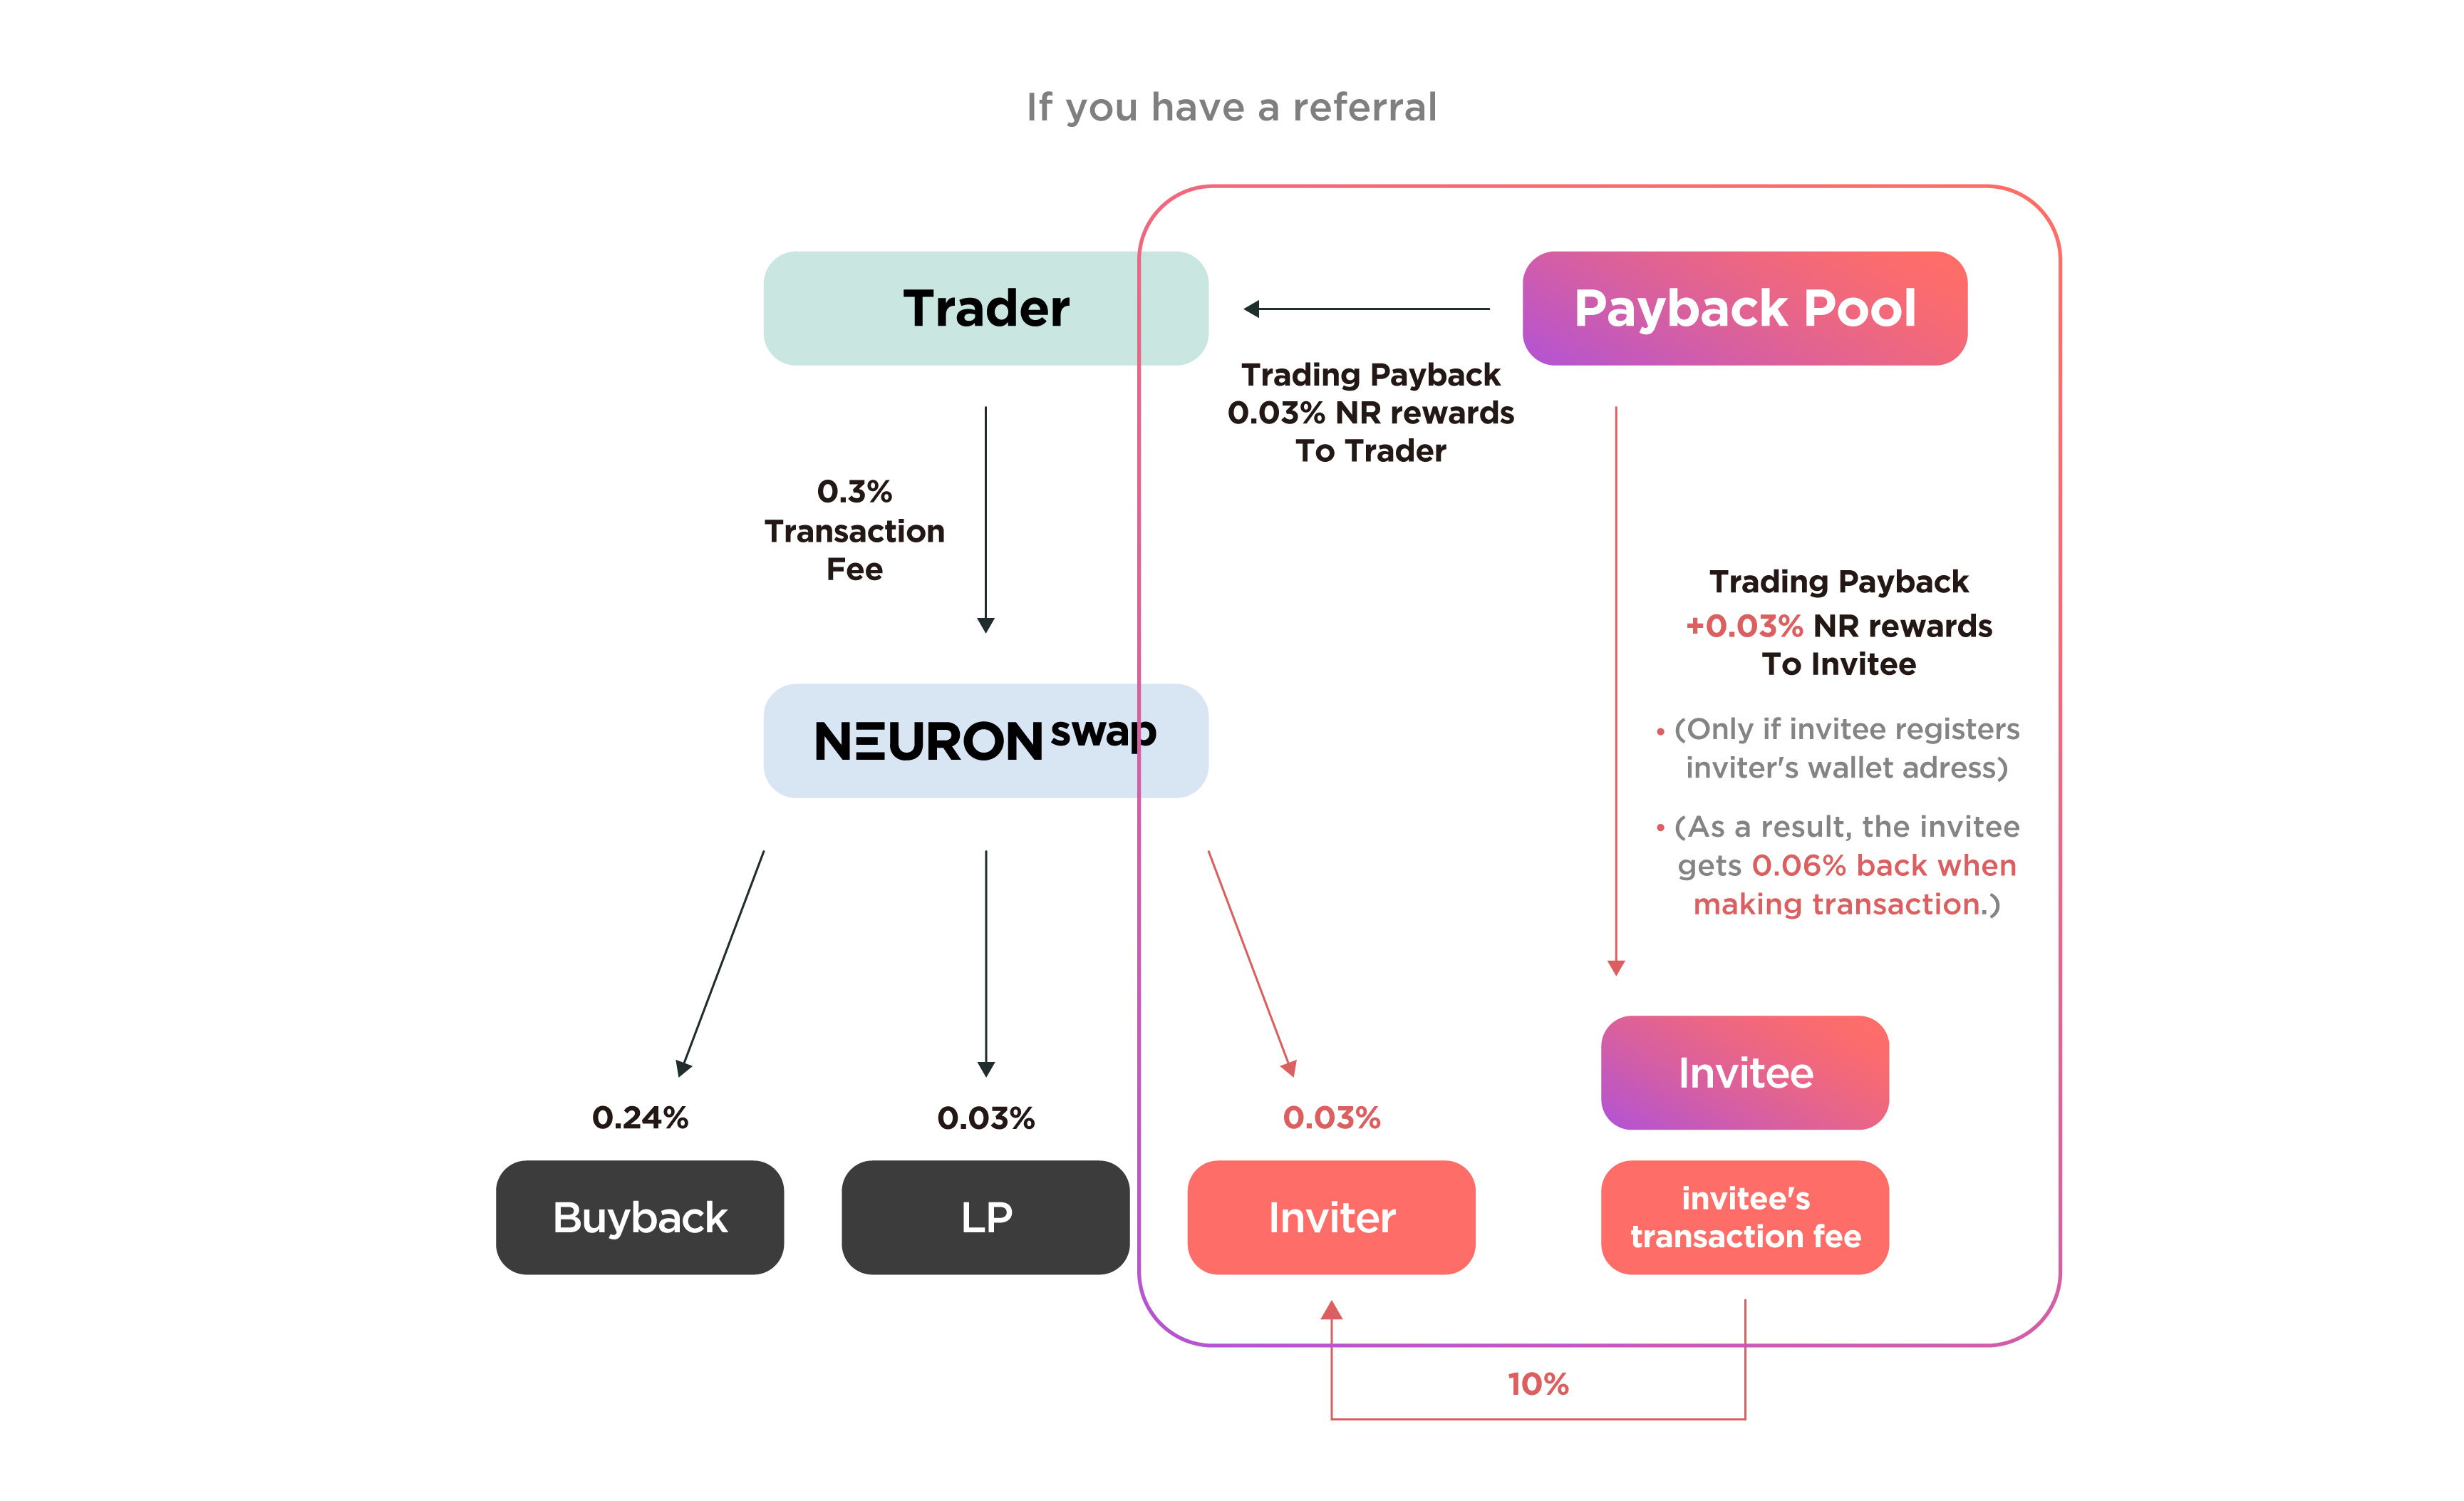 If you have a referral
Trader
Payback Pool
Trading Payback
0.03% NR rewards
To Trader
0.3%
Transaction
Fee
Trading Payback
+0.03% NR rewards
To Invitee
NEURON swap
• (Only if invitee registers
inviter's wallet adress)
• (As a result, the invitee
gets 0.06% back when
making transaction.)
Invitee
0.24%
0.03%
0.03%
Buyback
LP
Inviter
invitee's
transaction fee
10%